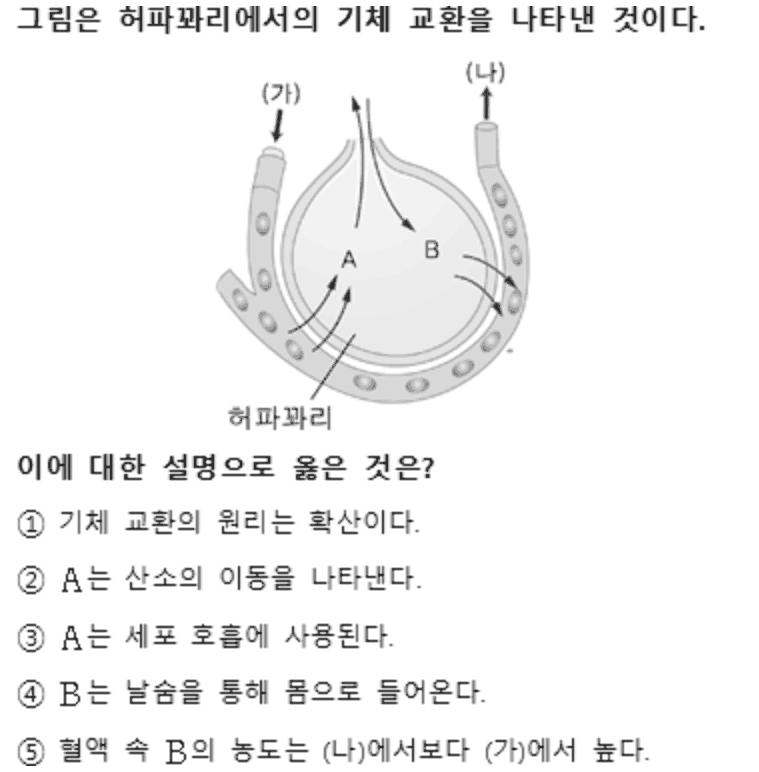 그림은 허파꽈리에서의 기체 교환을 나타낸 것이다.
(가)
(나)
A
B
허파꽈리
이에 대한 설명으로 옳은 것은?
① 기체 교환의 원리는 확산이다.
② A는 산소의 이동을 나타낸다.
③ A는 세포 호흡에 사용된다.
④ B는 날숨을 통해 몸으로 들어온다.
⑤ 혈액 속 B의 농도는 (나)에서보다 (가)에서 높다.